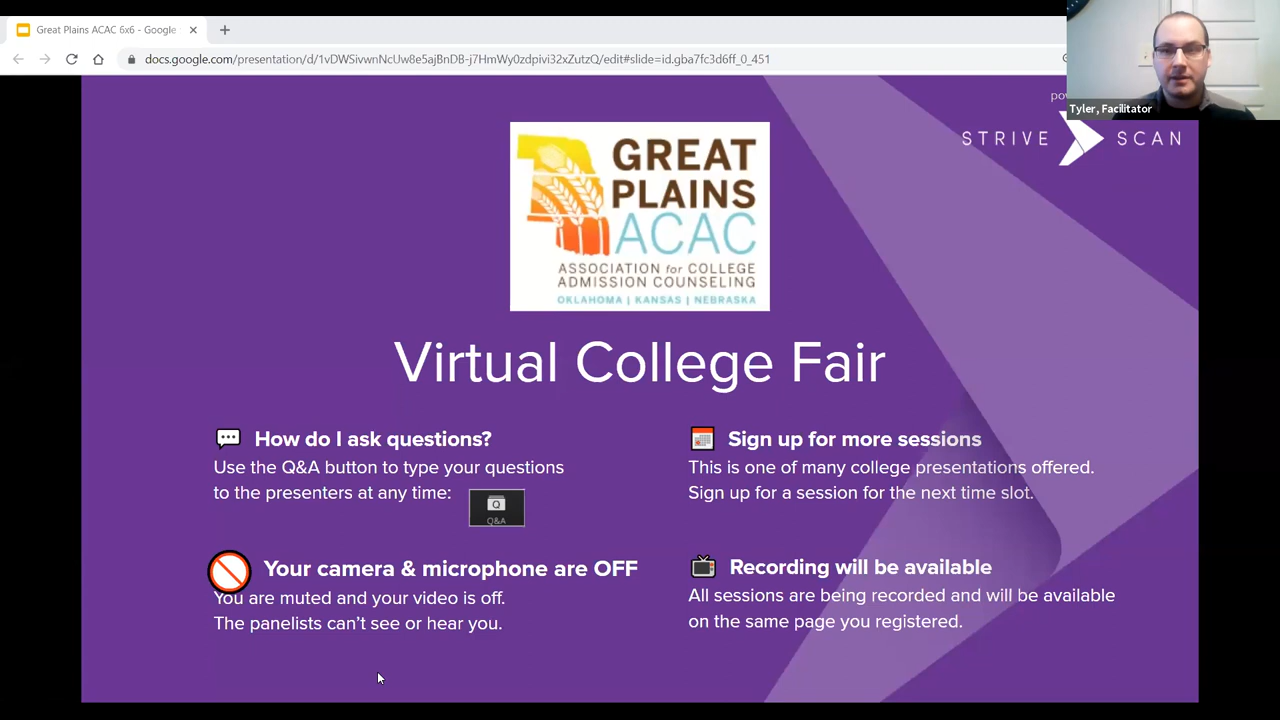 Great Plains ACAC 6x6 - Google
docs.google.com/presentation/d/1vDWSivwnNcUw8e5ajBnDB-j7HmWy0zdpivi32xZutzQ/edit#slide=id.gba7fc3d6ff_0_451
Tyler, Facilitator
STRIVE SCAN
GREAT
PLAINS
ACAC
ASSOCIATION for COLLEGE
ADMISSION COUNSELING
OKLAHOMA | KANSAS | NEBRASKA
Virtual College Fair
How do I ask questions?
Use the Q&A button to type your questions
to the presenters at any time:
Q
Q&A
Sign up for more sessions
This is one of many college presentations offered.
Sign up for a session for the next time slot.
Your camera & microphone are OFF
You are muted and your video is off.
The panelists can’t see or hear you.
Recording will be available
All sessions are being recorded and will be available
on the same page you registered.